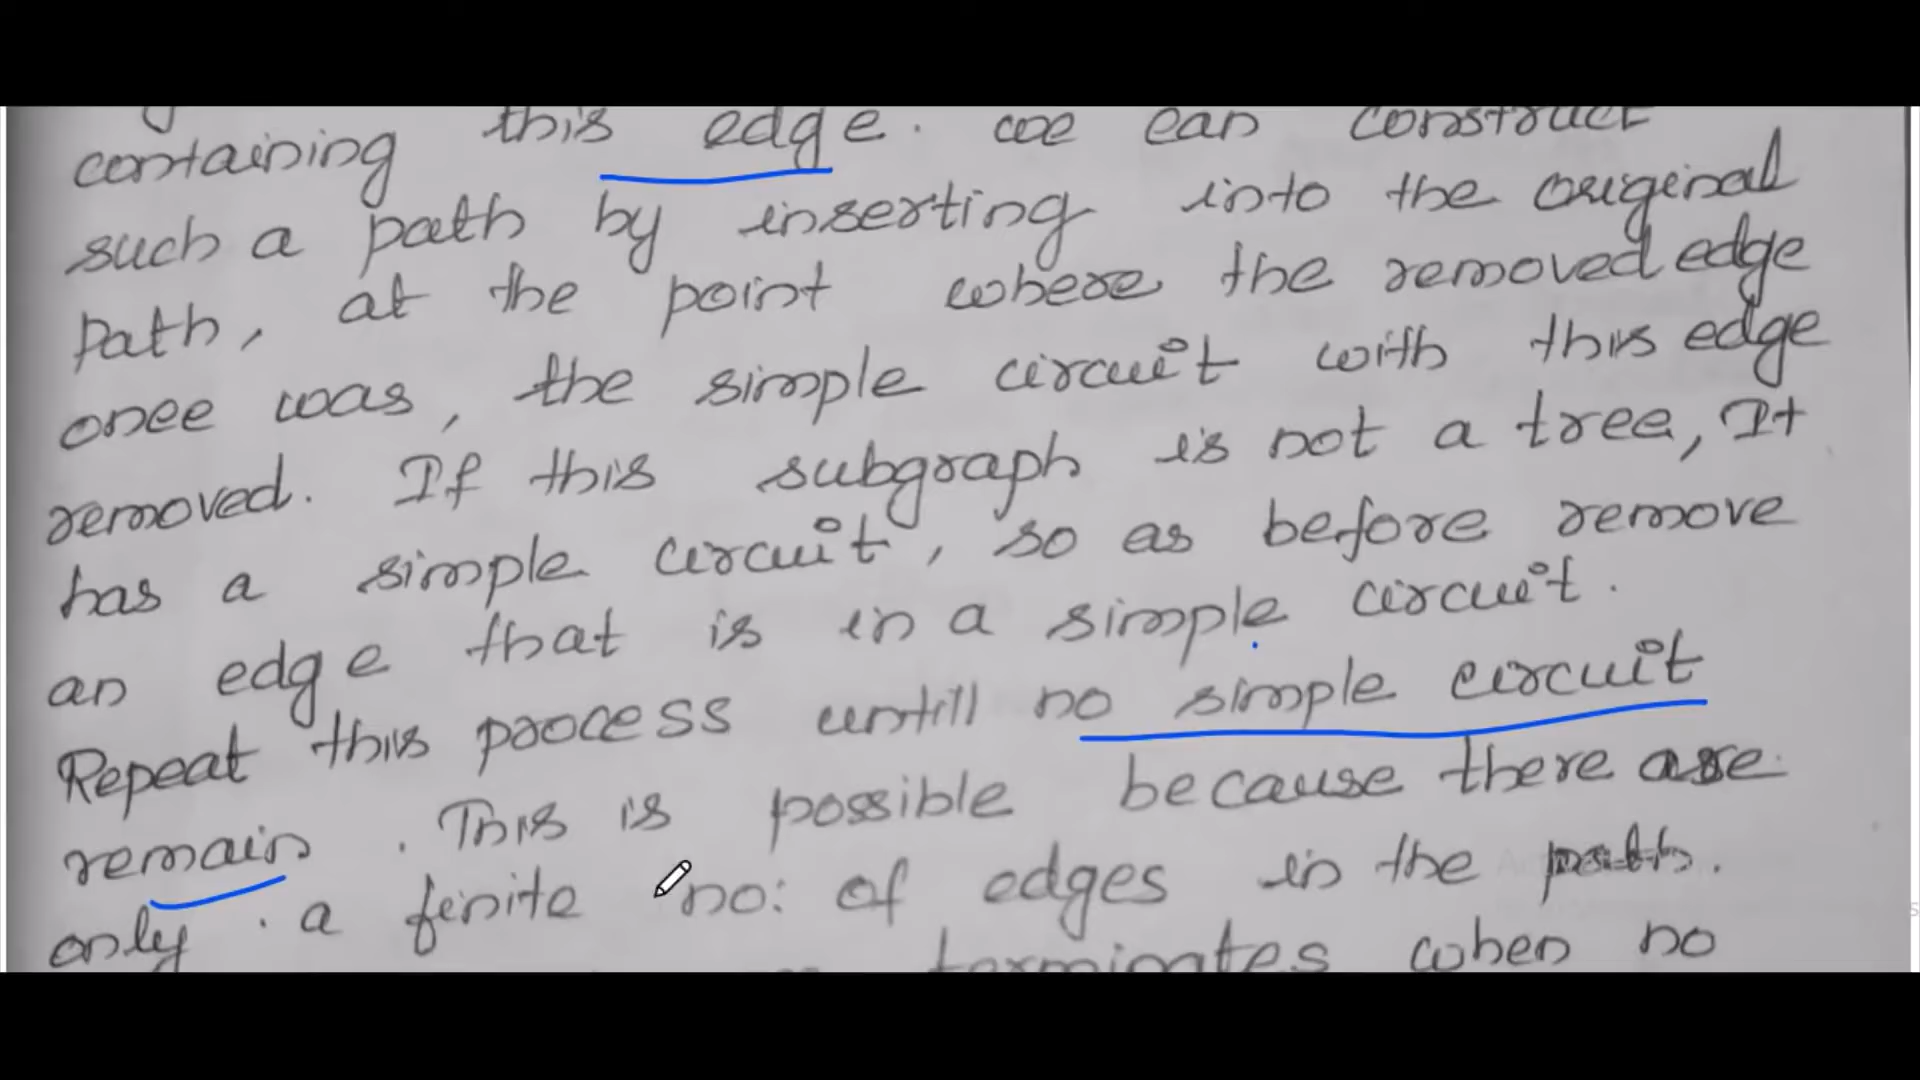 containing this edge. we can construct
such a path by inserting into the original
Path, at the point where the removed edge
once was, the simple circuit with this edge
removed. If this subgraph is not a tree, It
has a simple circuit, so as before remove
an edge that is in a simple circuit.
Repeat this process untill no simple circuit
remain. This is possible because there are
only a finite no: of edges in the path.
terminates when no